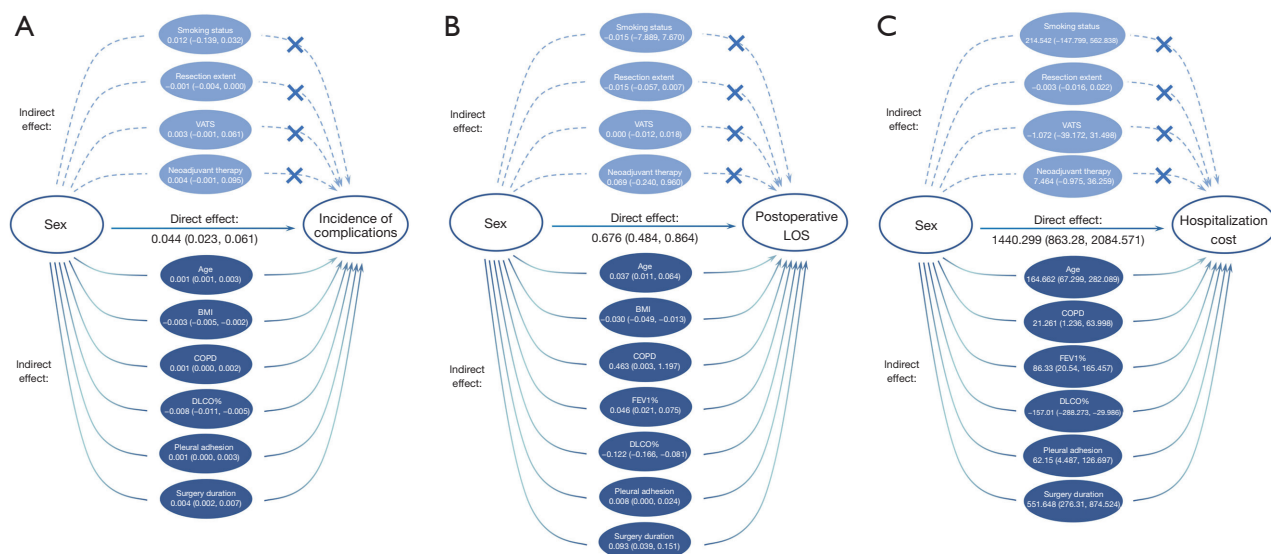 A
Smoking status
0.012 (−0.139, 0.032)
Resection extent
−0.001 (−0.004, 0.000)
Indirect
effect:
VATS
0.003 (−0.001, 0.061)
Neoadjuvant therapy
0.004 (−0.001, 0.095)
Sex
Direct effect:
0.044 (0.023, 0.061)
Incidence of
complications
Age
0.001 (0.001, 0.003)
BMI
−0.003 (−0.005, −0.002)
Indirect
effect:
COPD
0.001 (0.000, 0.002)
DLCO%
−0.008 (−0.011, −0.005)
Pleural adhesion
0.001 (0.000, 0.003)
Surgery duration
0.004 (0.002, 0.007)
B
Smoking status
−0.015 (−7.889, 7.670)
Resection extent
−0.015 (−0.057, 0.007)
Indirect
effect:
VATS
0.000 (−0.012, 0.018)
Neoadjuvant therapy
0.069 (−0.240, 0.960)
Sex
Direct effect:
0.676 (0.484, 0.864)
Postoperative
LOS
Age
0.037 (0.011, 0.064)
BMI
−0.030 (−0.049, −0.013)
Indirect
effect:
COPD
0.463 (0.003, 1.197)
FEV1%
0.046 (0.021, 0.075)
DLCO%
−0.122 (−0.166, −0.081)
Pleural adhesion
0.008 (0.000, 0.024)
Surgery duration
0.093 (0.039, 0.151)
C
Smoking status
214.542 (−147.799, 562.838)
Resection extent
−0.003 (−0.016, 0.022)
Indirect
effect:
VATS
−1.072 (−39.172, 31.498)
Neoadjuvant therapy
7.464 (−0.975, 36.259)
Sex
Direct effect:
1440.299 (863.28, 2084.571)
Hospitalization
cost
Age
164.662 (67.299, 282.089)
COPD
21.261 (1.236, 63.998)
Indirect
effect:
FEV1%
86.33 (20.54, 165.457)
DLCO%
−157.01 (−288.273, −29.986)
Pleural adhesion
62.15 (4.487, 126.697)
Surgery duration
551.648 (276.31, 874.524)